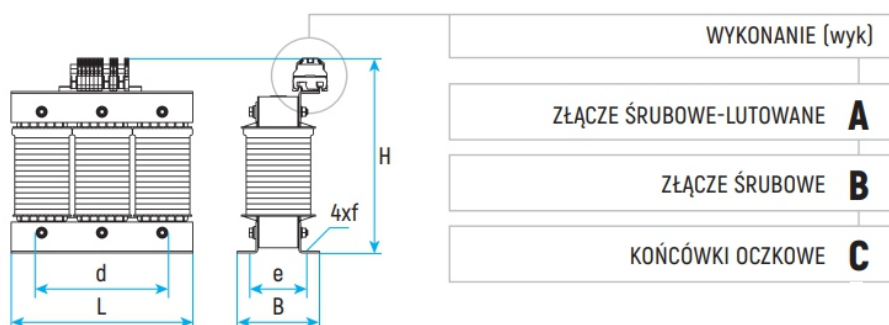 WYKONANIE (wyk)
ZŁĄCZE ŚRUBOWE-LUTOWANE A
ZŁĄCZE ŚRUBOWE B
KOŃCÓWKI OCZKOWE C
H
4xf
d
e
L
B